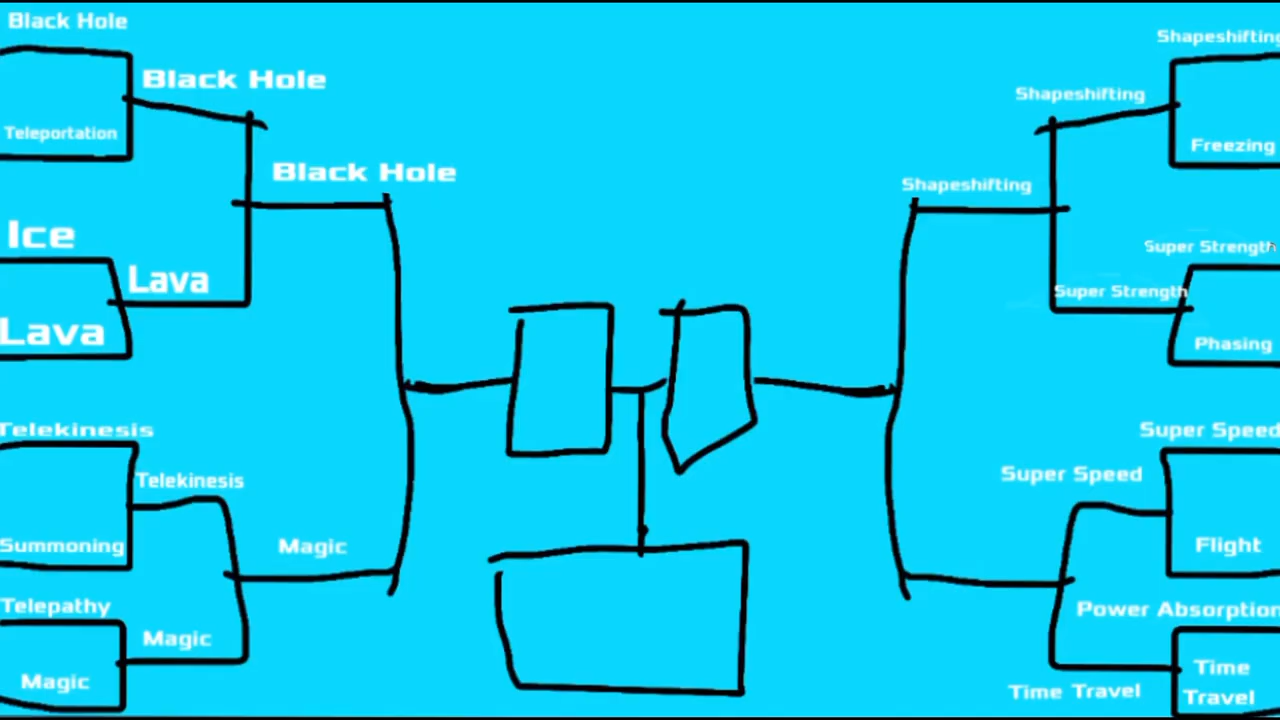 Black Hole
Black Hole
Teleportation
Black Hole
Ice
Lava
Lava
Telekinesis
Telekinesis
Summoning
Magic
Telepathy
Magic
Magic
Shapeshifting
Shapeshifting
Freezing
Shapeshifting
Super Strength
Super Strength
Phasing
Super Speed
Super Speed
Flight
Power Absorption
Time
Travel
Time Travel